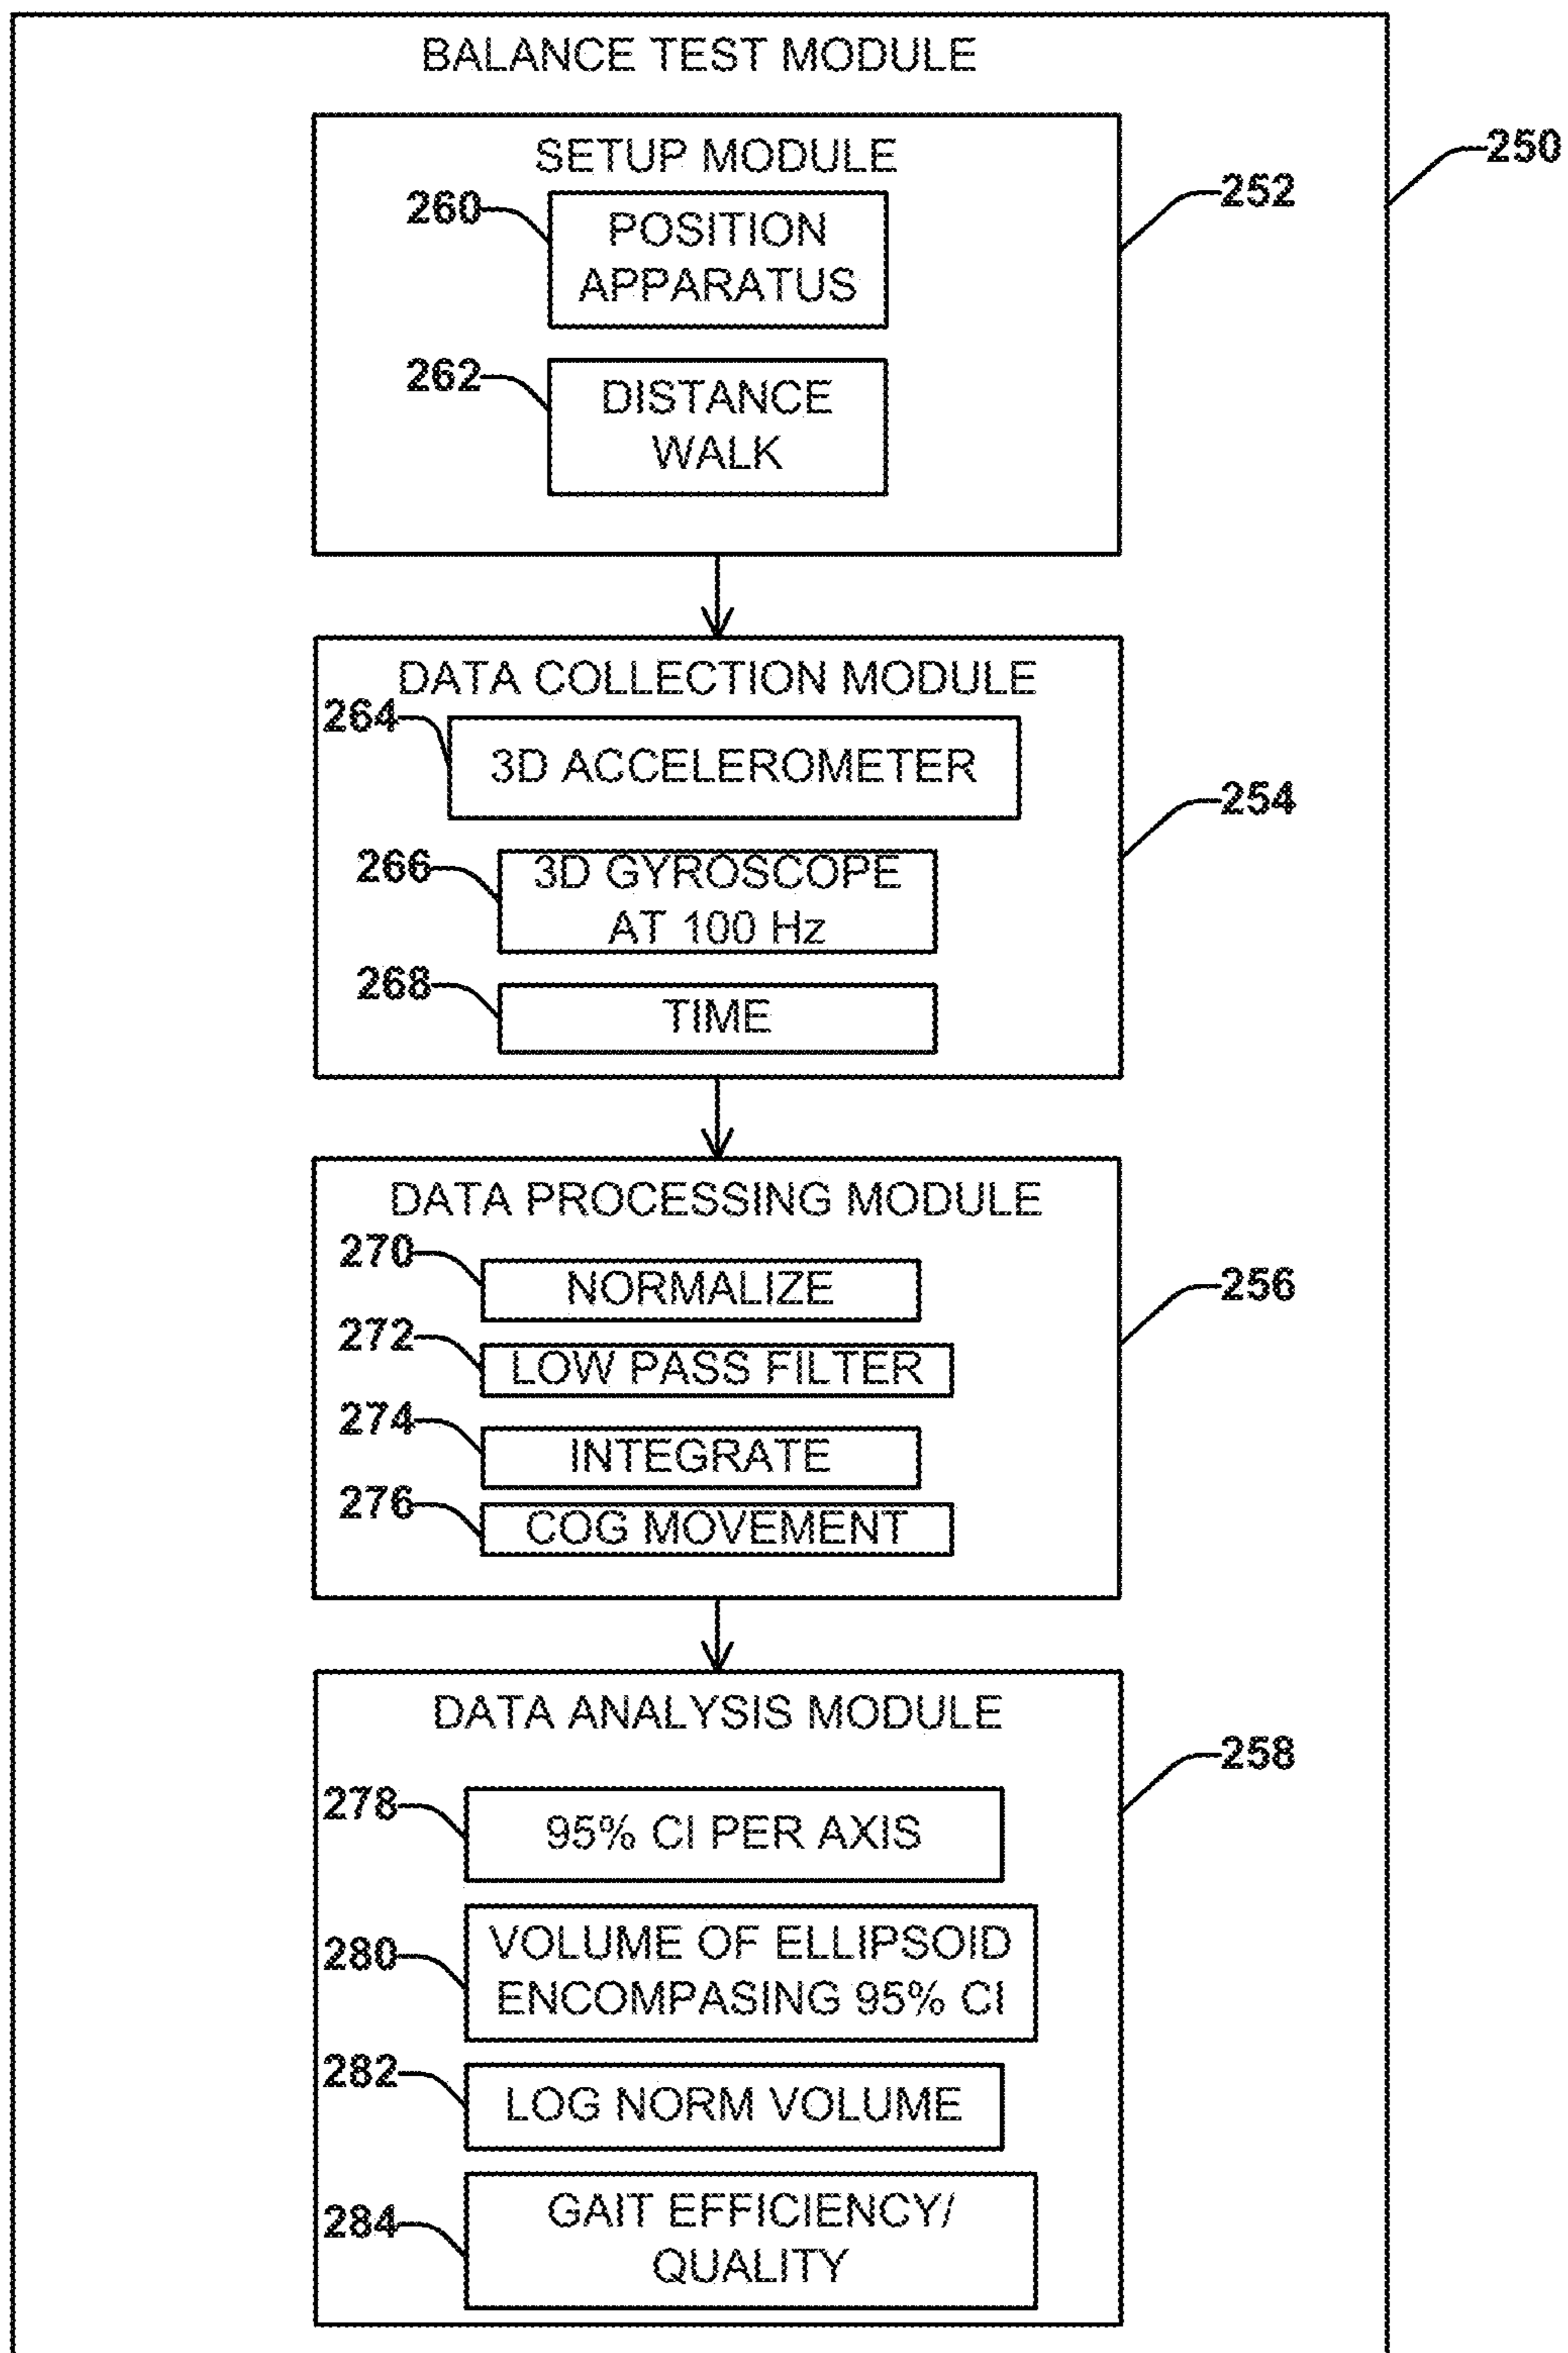 BALANCE TEST MODULE
250
SETUP MODULE
252
260
POSITION
APPARATUS
262
DISTANCE
WALK
DATA COLLECTION MODULE
254
264
3D ACCELEROMETER
266
3D GYROSCOPE
AT 100 Hz
268
TIME
DATA PROCESSING MODULE
256
270
NORMALIZE
272
LOW PASS FILTER
274
INTEGRATE
276
COG MOVEMENT
DATA ANALYSIS MODULE
258
278
95% CI PER AXIS
280
VOLUME OF ELLIPSOID
ENCOMPASING 95% CI
282
LOG NORM VOLUME
284
GAIT EFFICIENCY/
QUALITY